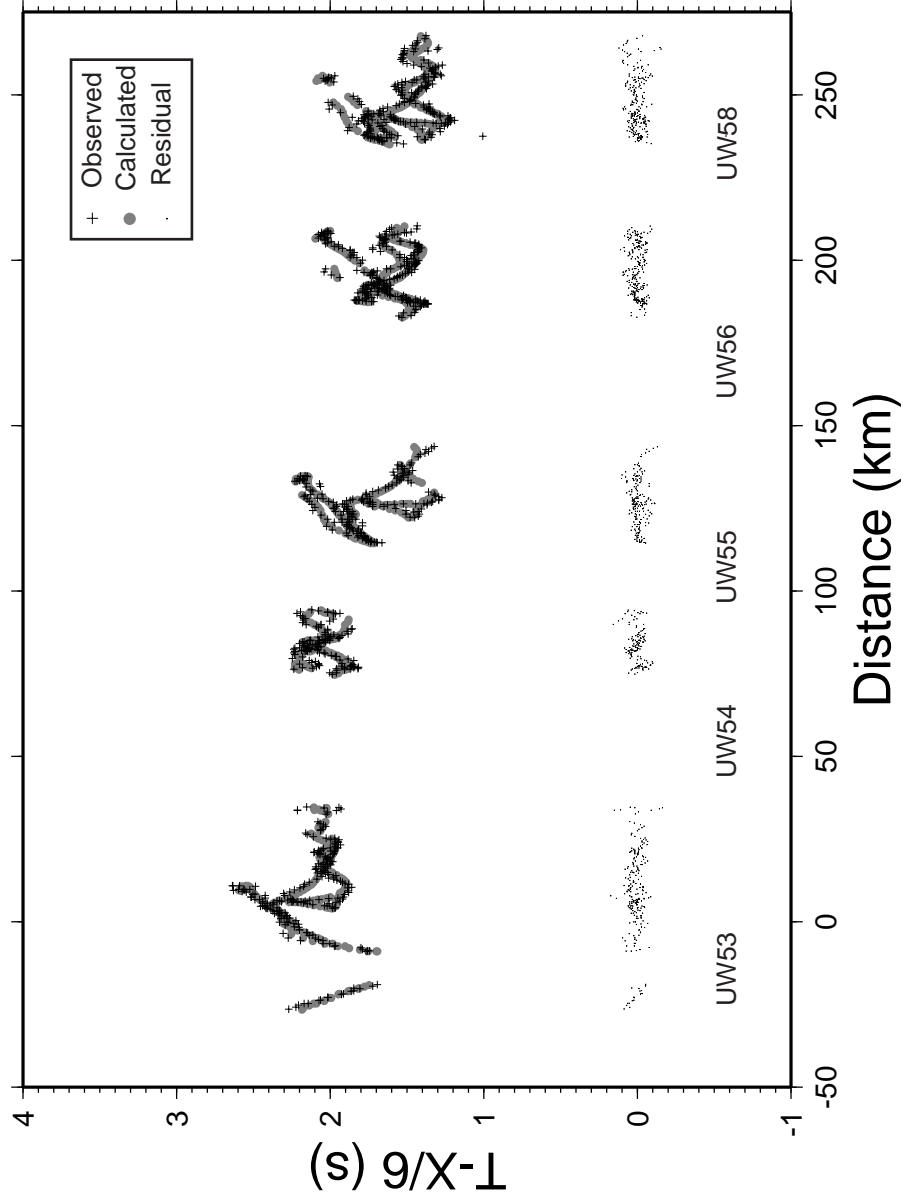 4
3
2
1
0
-1
T-X/6 (s)
+ Observed
Calculated
Residual
UW53
UW54
UW55
UW56
UW58
-50
0
50
100
150
200
250
Distance (km)